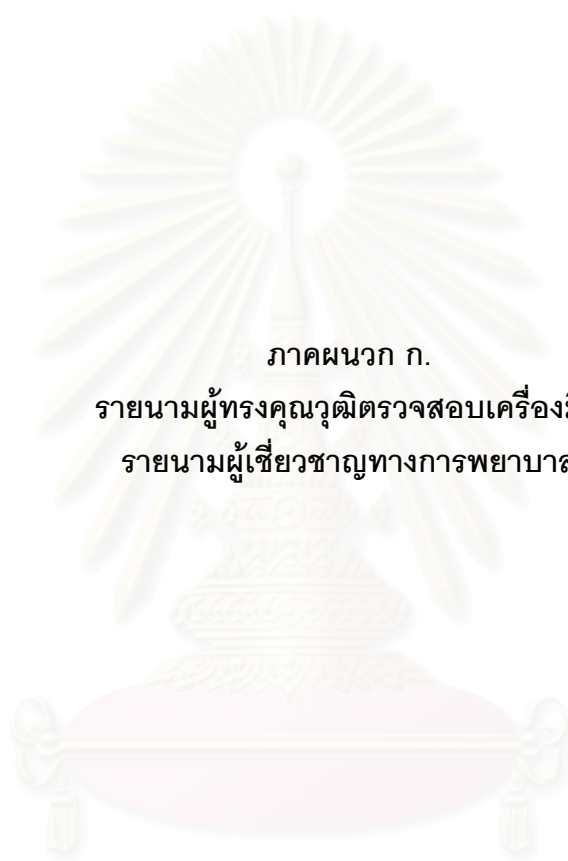 ภาคผนวก ก.
รายนามผู้ทรงคุณวุฒิตรวจสอบเครื่อง
รายนามผู้เชี่ยวชาญทางการพยาบา